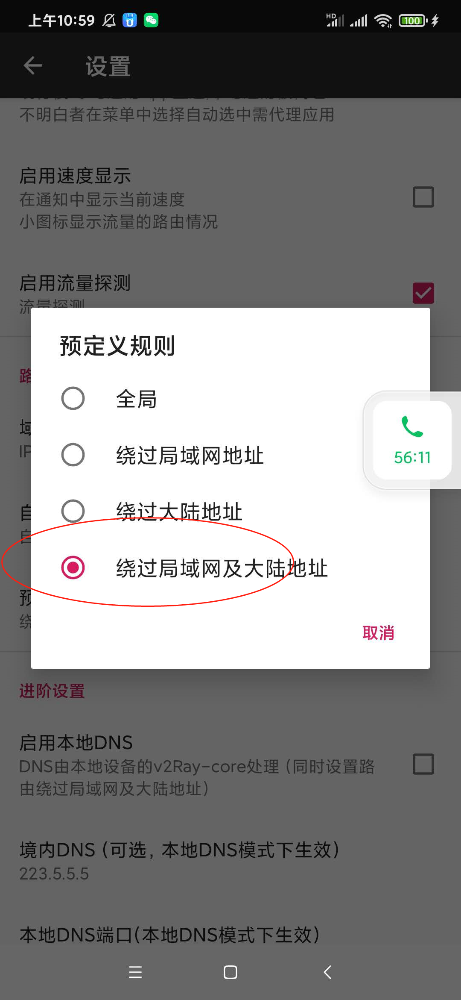 上午10:59
HD
100
设置
不明白者在菜单中选择自动选中需代理应用
启用速度显示
在通知中显示当前速度
小图标显示流量的路由情况
启用流量探测
流量探测
预定义规则
路
全局
56:11
域
IP
绕过局域网地址
自
绕过大陆地址
自
绕过局域网及大陆地址
预
绕
取消
进阶设置
启用本地DNS
DNS由本地设备的v2Ray-core处理（同时设置路
由绕过局域网及大陆地址）
境内DNS（可选，本地DNS模式下生效）
223.5.5.5
本地DNS端口(本地DNS模式下生效)